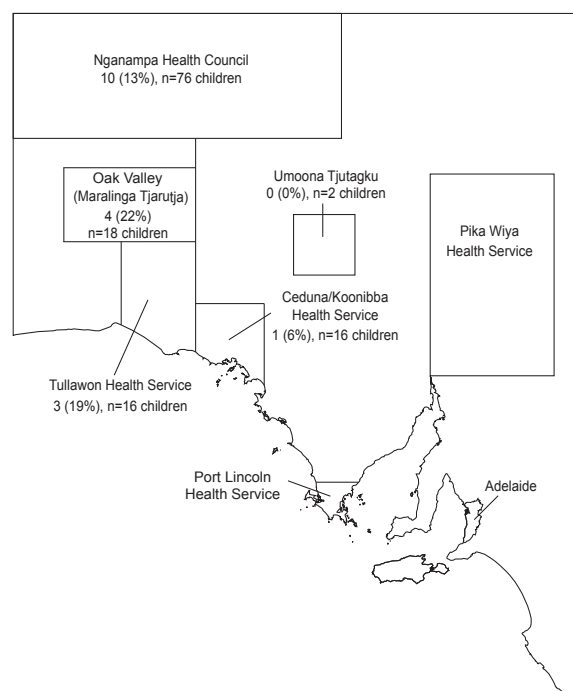 Nganampa Health Council
10 (13%), n=76 children
Oak Valley
(Maralinga Tjarutja)
4 (22%)
n=18 children
Umoona Tjutagku
0 (0%), n=2 children
Pika Wiya
Health Service
Ceduna/Koonibba
Health Service
1 (6%), n=16 children
Tullawon Health Service
3 (19%), n=16 children
Port Lincoln
Health Service
Adelaide